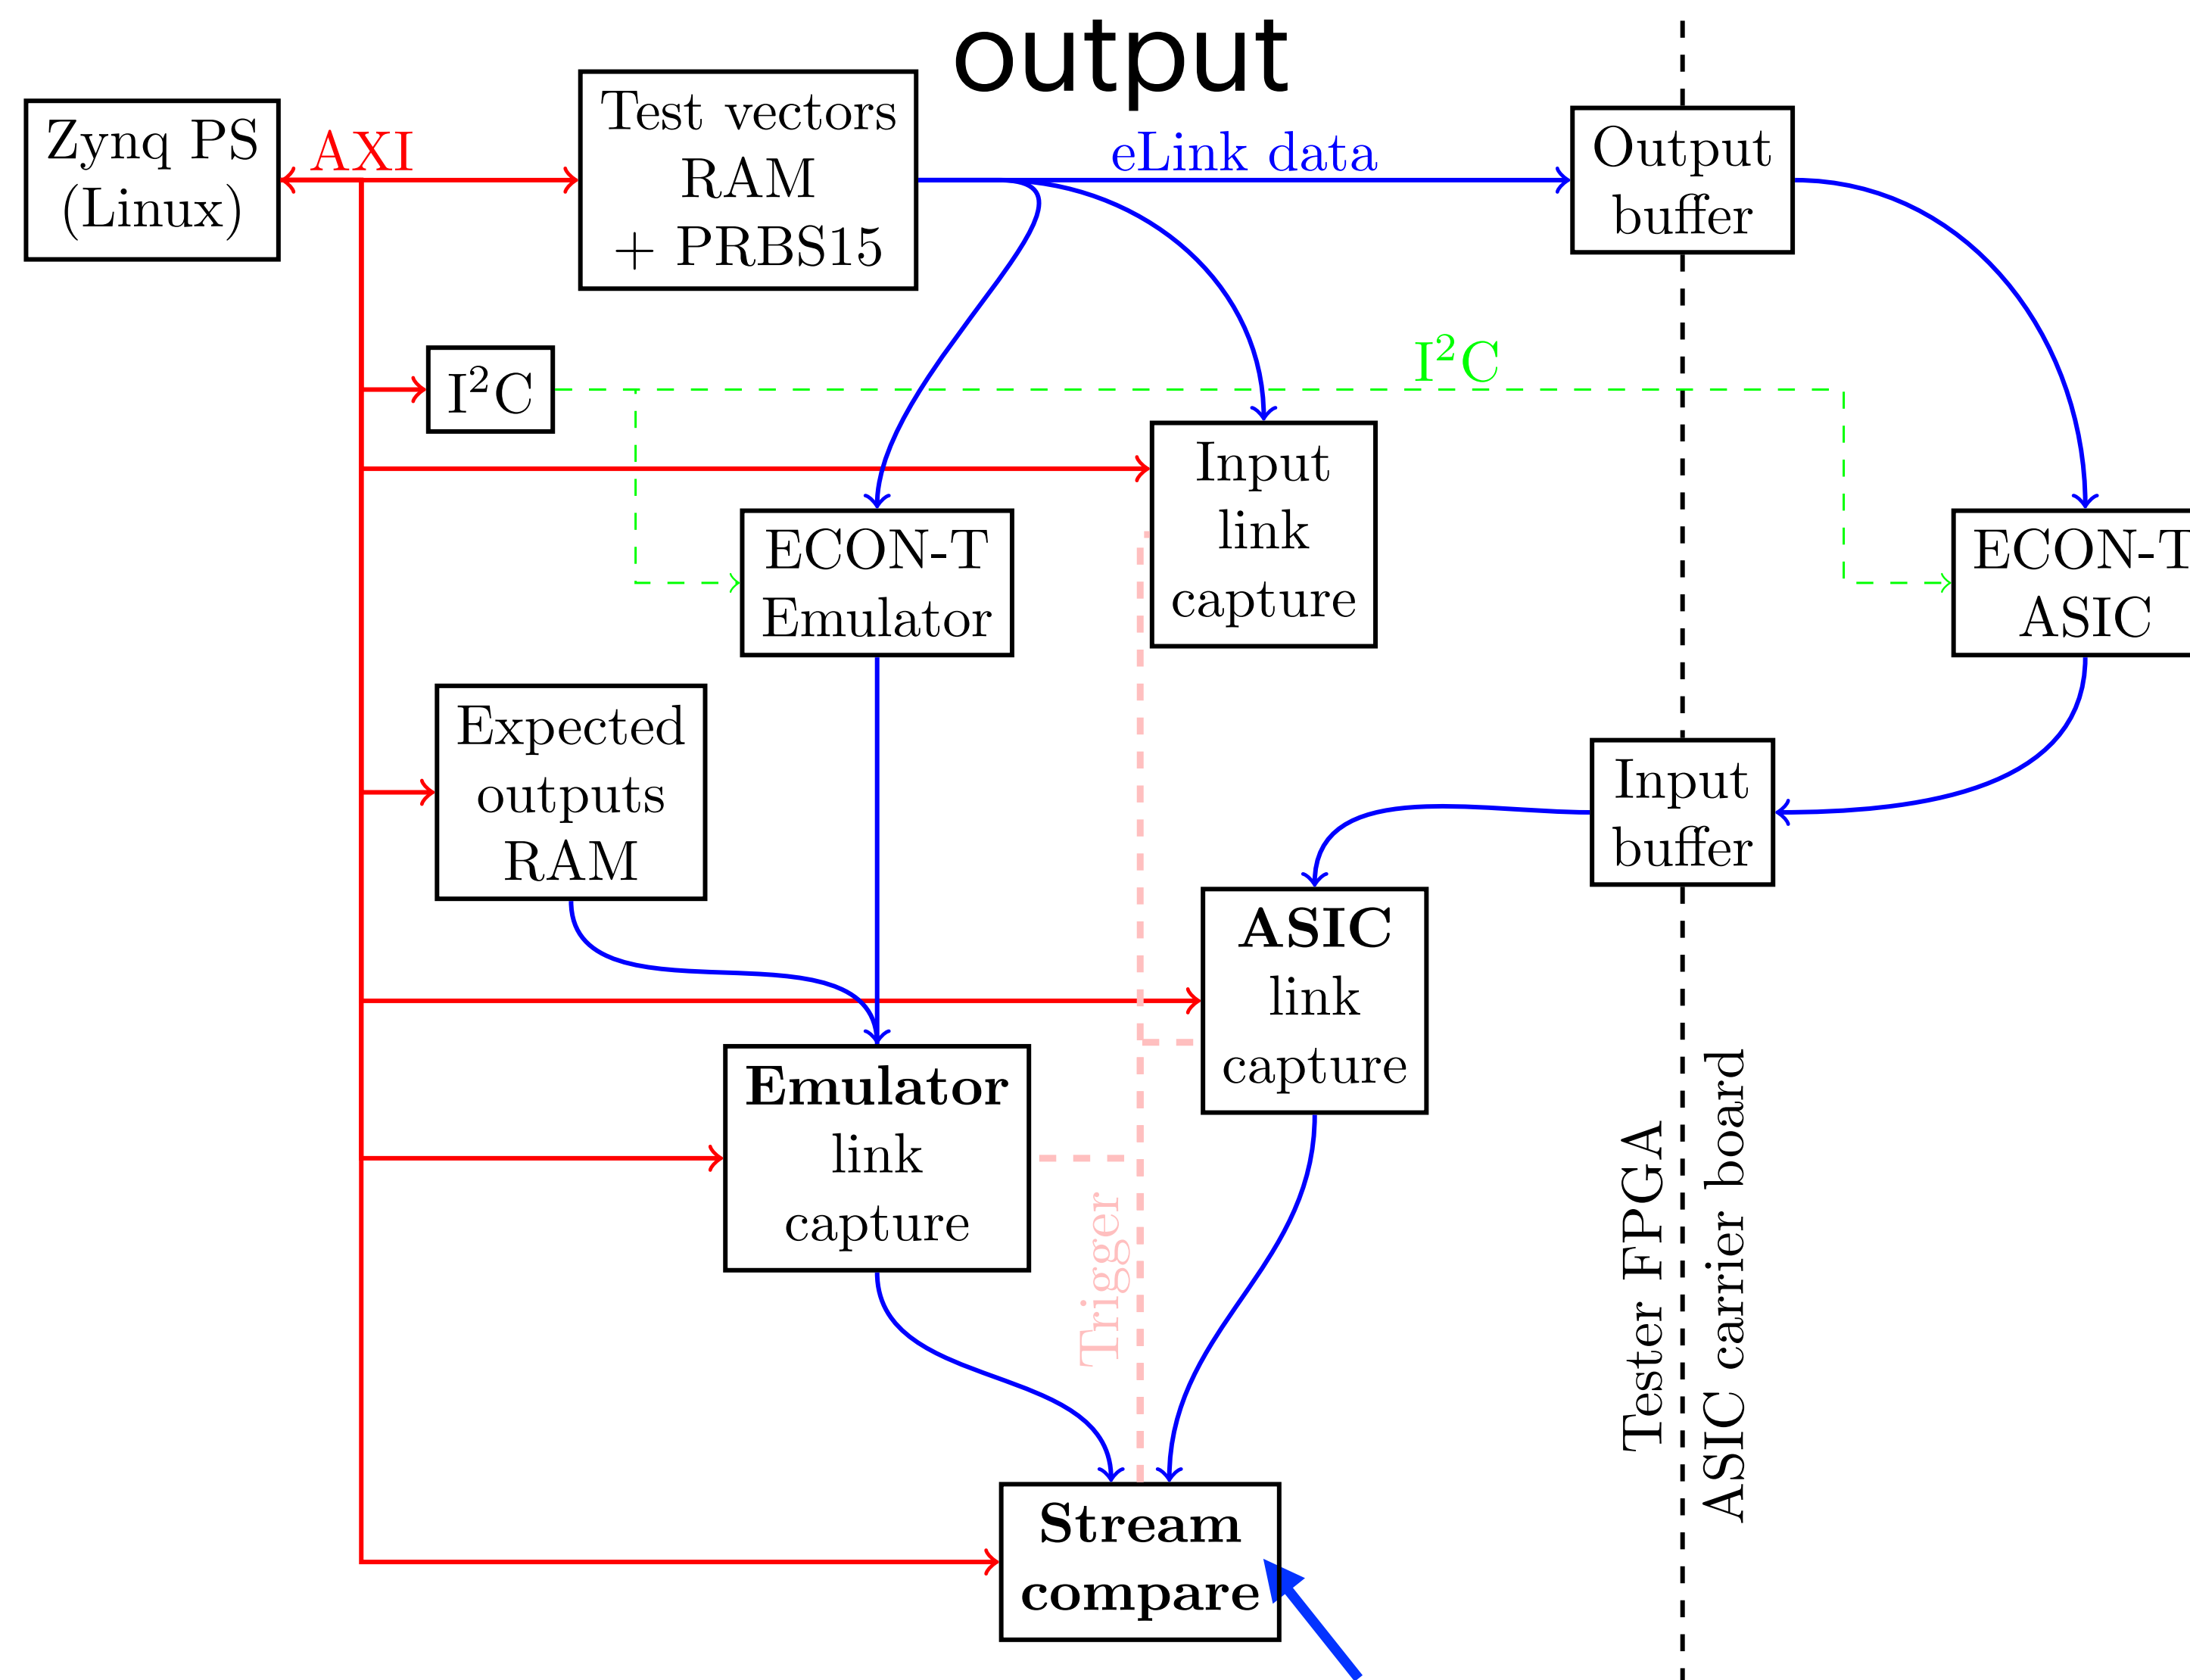 output
Zynq PS
(Linux)
AXI
Test vectors
RAM
+ PRBS15
eLink data
Output
buffer
I²C
I²C
Input
link
capture
ECON-T
Emulator
ECON-T
ASIC
Expected
outputs
RAM
Input
buffer
ASIC
link
capture
Emulator
link
capture
Trigger
Tester FPGA
ASIC carrier board
Stream
compare